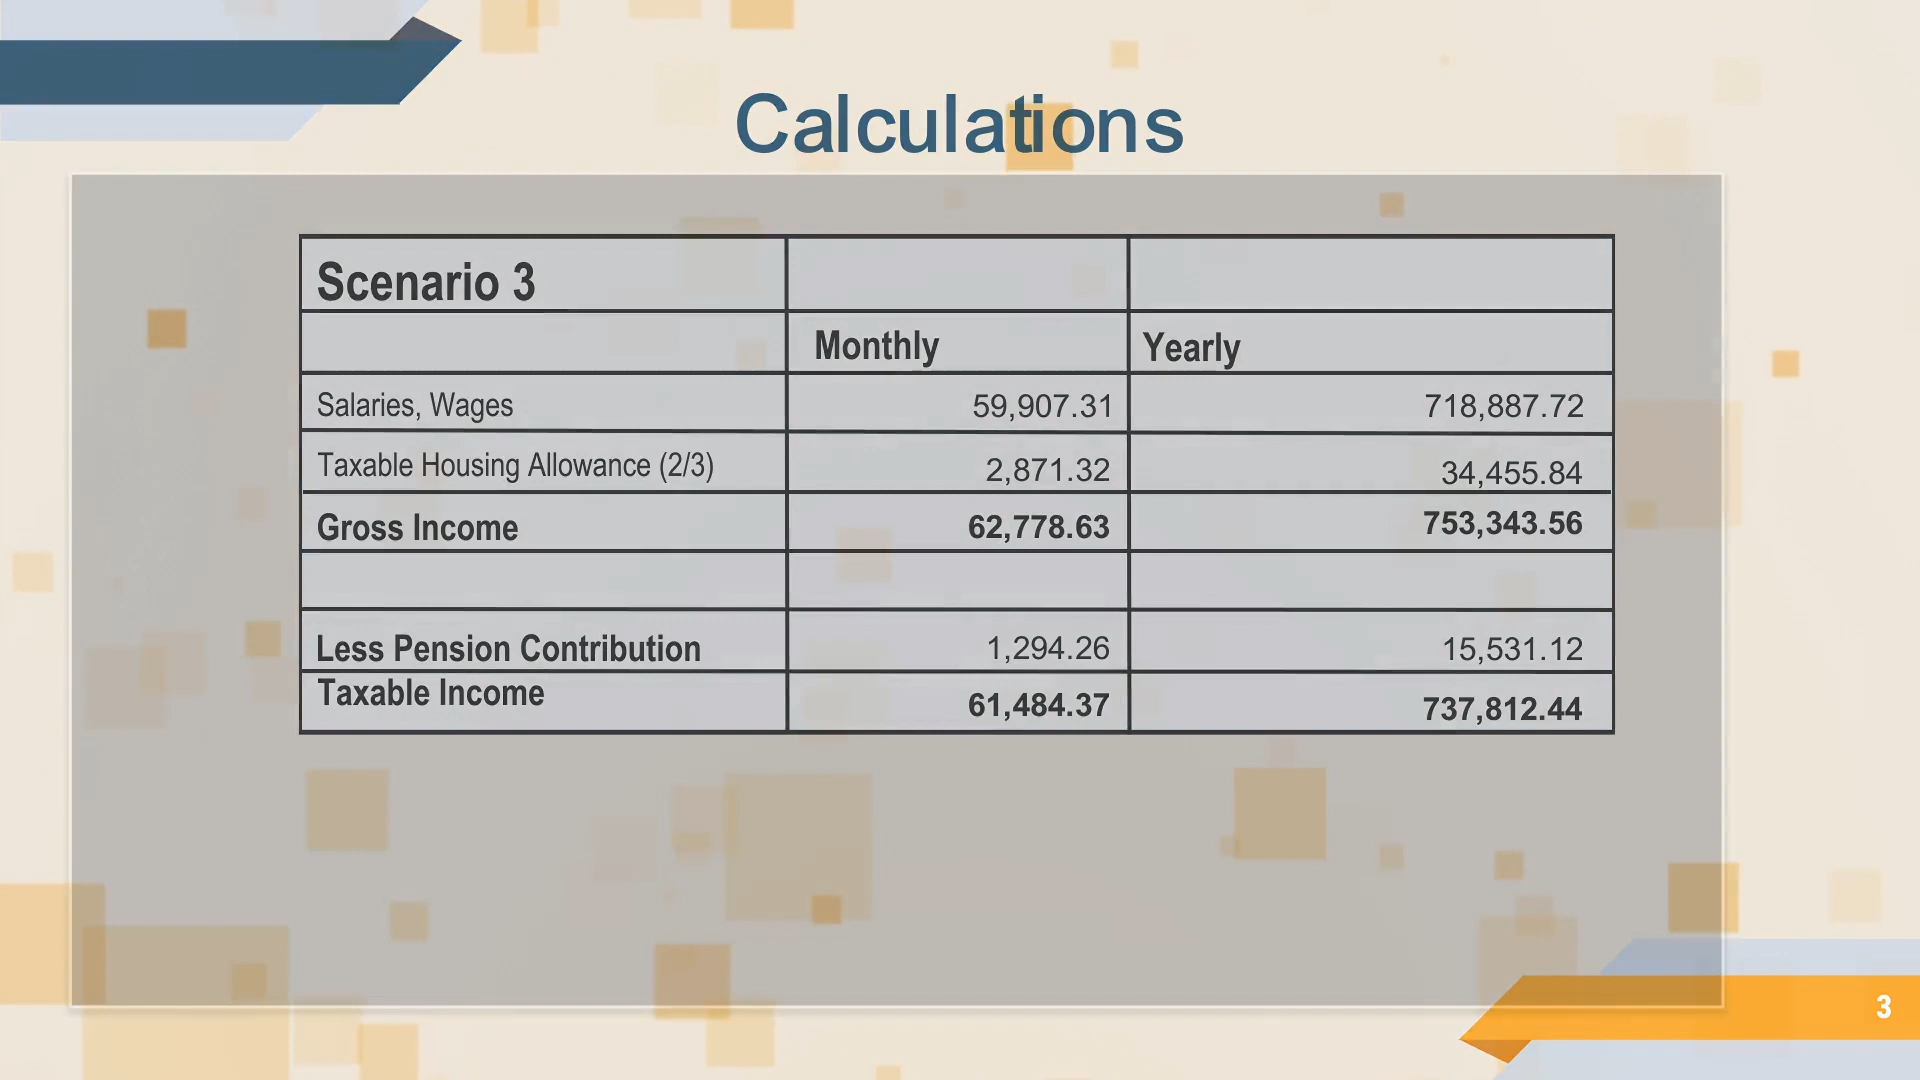 Calculations
Scenario 3
Monthly Yearly
Salaries, Wages 59,907.31 718,887.72
Taxable Housing Allowance (2/3) 2,871.32 34,455.84
Gross Income 62,778.63 753,343.56
Less Pension Contribution 1,294.26 15,531.12
Taxable Income 61,484.37 737,812.44
3